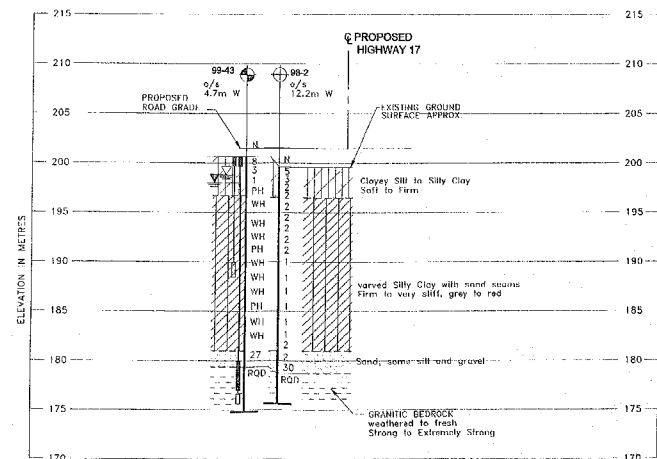 215 215
℄ PROPOSED
HIGHWAY 17
210 210
99-43 98-2
o/s o/s
4.7m W 12.2m W
PROPOSED
ROAD GRADE
EXISTING GROUND
SURFACE APPROX.
205 205
N
N
200 200
8 5
3 3
1 2
Clayey Silt to Silty Clay
Soft to Firm
PH 2
WH 2
195 195
WH 2
WH 2
PH 2
WH 1
190 190
WH 1
WH 1
Varved Silty Clay with sand seams
Firm to very stiff, grey to red
PH 1
185 185
WH 1
WH 1
2
27 2
180 180
Sand, some silt and gravel
30
RQD
RQD
175 175
GRANITIC BEDROCK
weathered to fresh
Strong to Extremely Strong
170 170
ELEVATION IN METRES